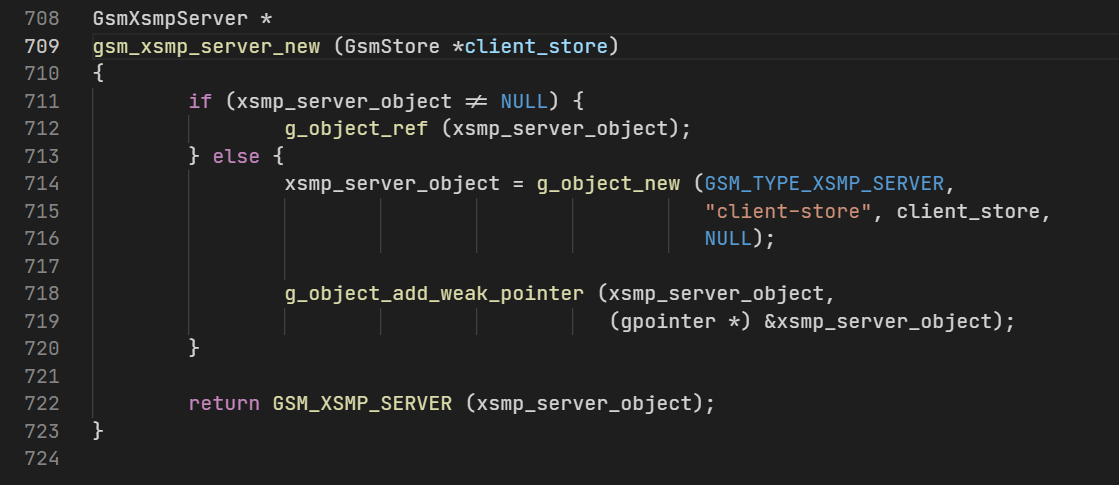 708 GsmXsmpServer *
709 gsm_xsmp_server_new (GsmStore *client_store)
710 {
711         if (xsmp_server_object != NULL) {
712                 g_object_ref (xsmp_server_object);
713         } else {
714                 xsmp_server_object = g_object_new (GSM_TYPE_XSMP_SERVER,
715                                                    "client-store", client_store,
716                                                    NULL);
717
718                 g_object_add_weak_pointer (xsmp_server_object,
719                                            (gpointer *) &xsmp_server_object);
720         }
721
722         return GSM_XSMP_SERVER (xsmp_server_object);
723 }
724